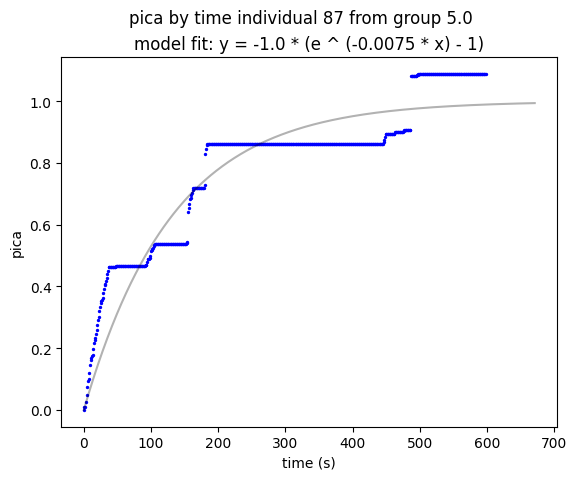 pica by time individual 87 from group 5.0
model fit: y = -1.0 * (e ^ (-0.0075 * x) - 1)
1.0
0.8
0.6
0.4
0.2
0.0
pica
0 100 200 300 400 500 600 700
time (s)